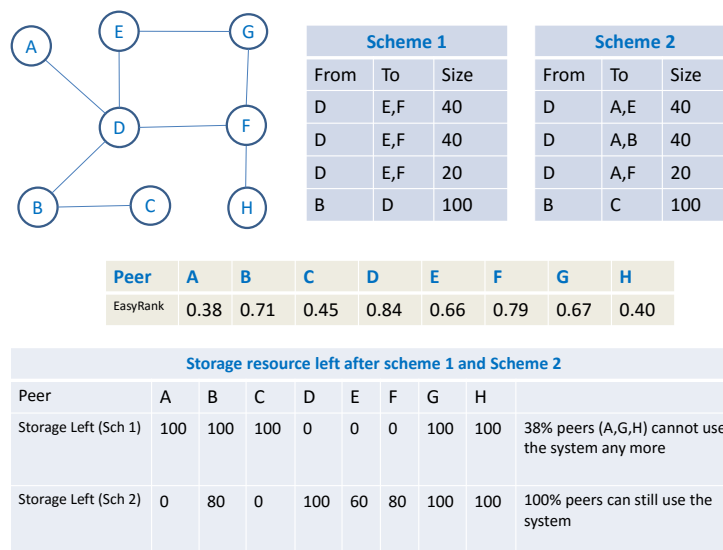 E
G
A
D
F
B
C
H
Scheme 1
From To Size
D E,F 40
D E,F 40
D E,F 20
B D 100
Scheme 2
From To Size
D A,E 40
D A,B 40
D A,F 20
B C 100
Peer A B C D E F G H
EasyRank 0.38 0.71 0.45 0.84 0.66 0.79 0.67 0.40
Storage resource left after scheme 1 and Scheme 2
Peer A B C D E F G H
Storage Left (Sch 1) 100 100 100 0 0 0 100 100 38% peers (A,G,H) cannot use
the system any more
Storage Left (Sch 2) 0 80 0 100 60 80 100 100 100% peers can still use the
system